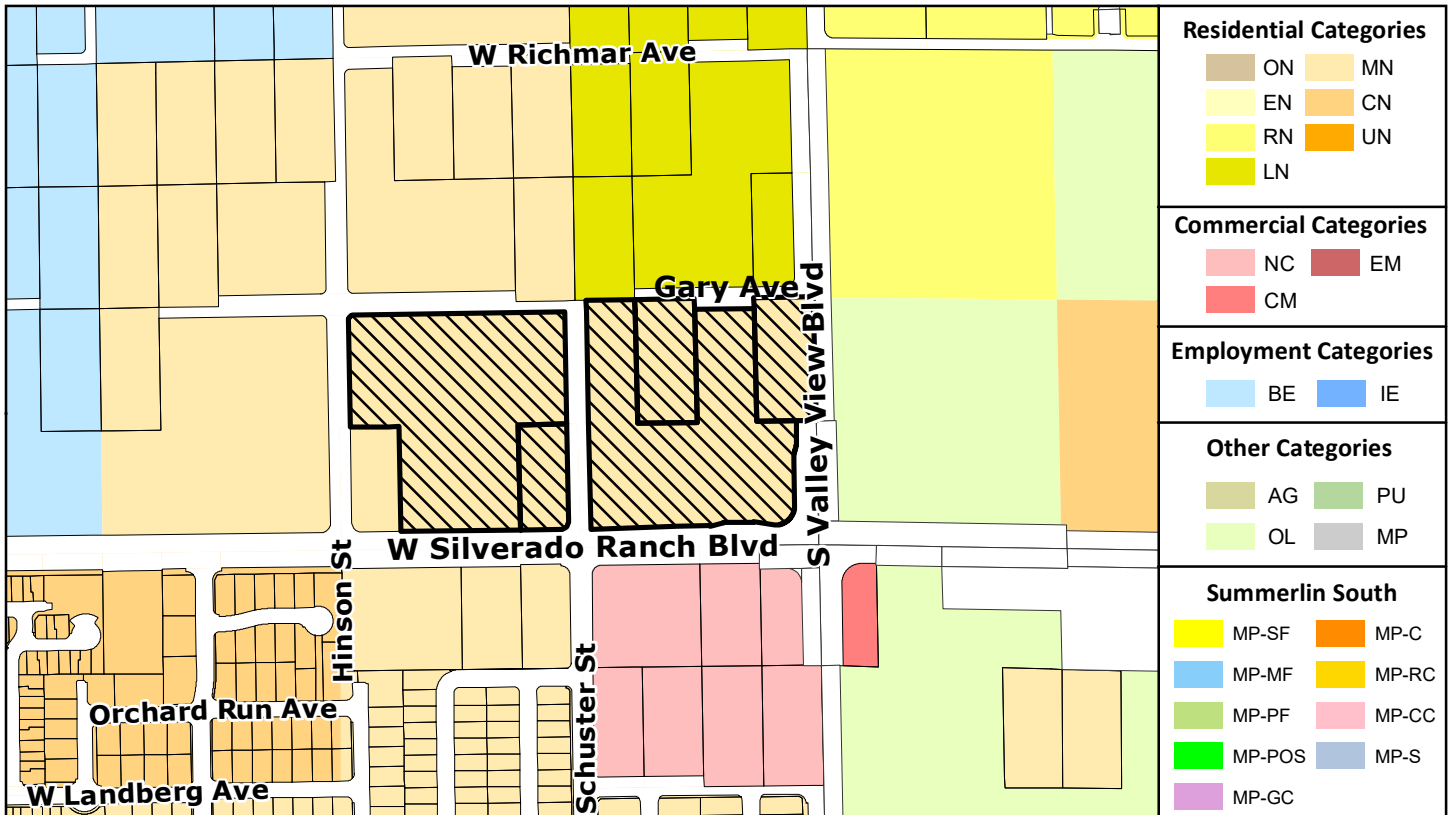 W Richmar Ave
Gary Ave
S Valley View Blvd
W Silverado Ranch Blvd
Hinson St
Schuster St
Orchard Run Ave
W Landberg Ave
Residential Categories
ON MN
EN CN
RN UN
LN
Commercial Categories
NC EM
CM
Employment Categories
BE IE
Other Categories
AG PU
OL MP
Summerlin South
MP-SF MP-C
MP-MF MP-RC
MP-PF MP-CC
MP-POS MP-S
MP-GC